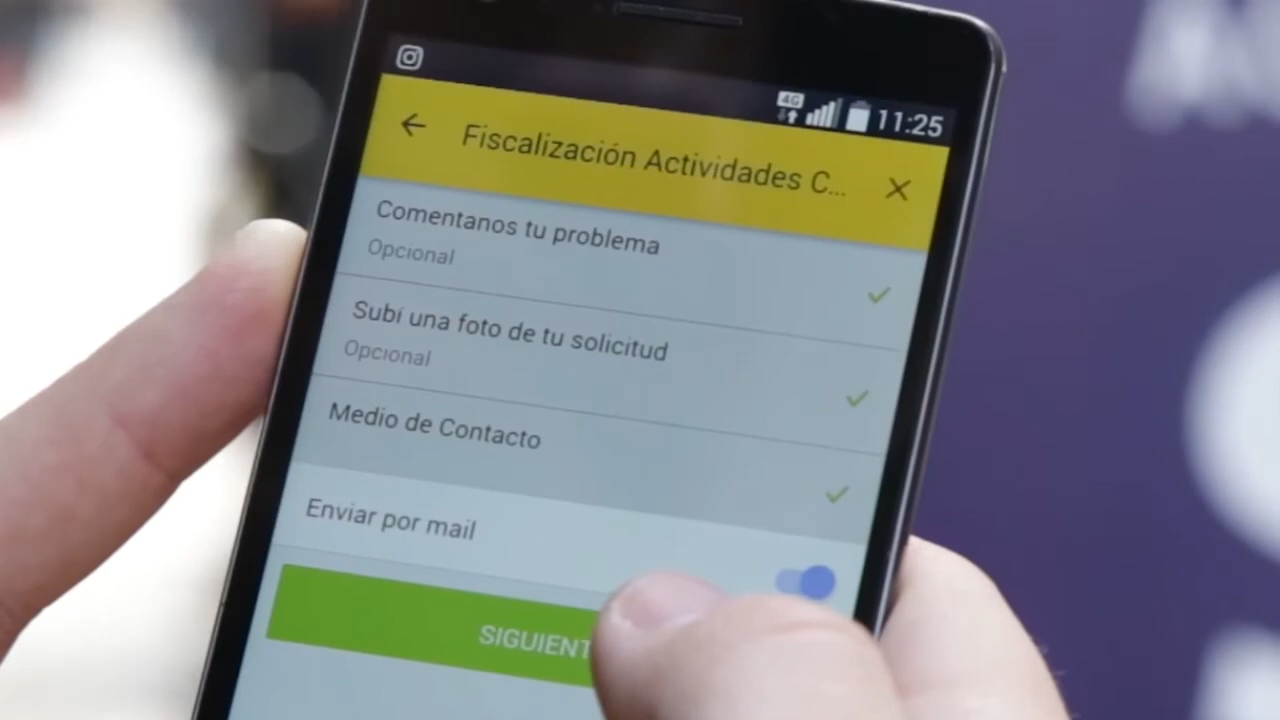 4G
11:25
Fiscalización Actividades C...
Comentanos tu problema
Opcional
Subí una foto de tu solicitud
Opcional
Medio de Contacto
Enviar por mail
SIGUIENT